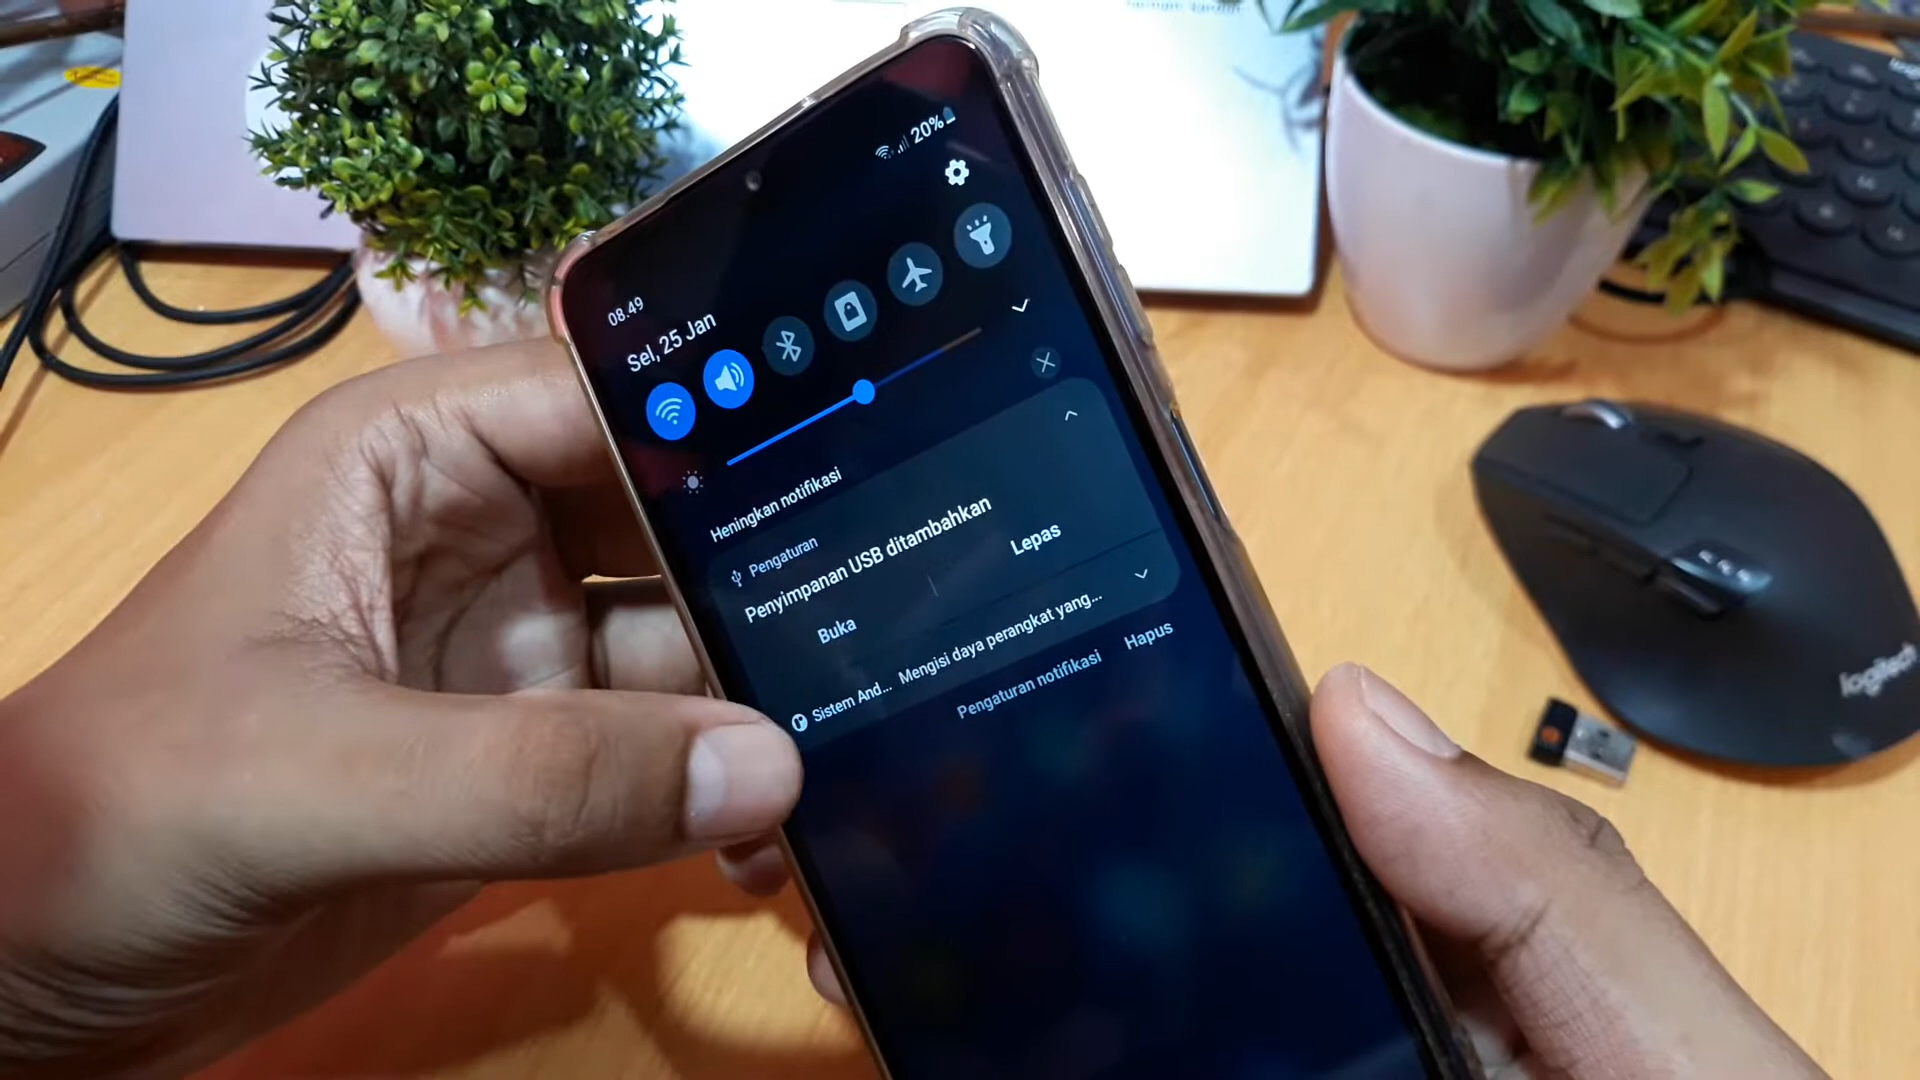 20%
08.49
Sel, 25 Jan
Heningkan notifikasi
Pengaturan
Penyimpanan USB ditambahkan
Buka
Lepas
Sistem And... Mengisi daya perangkat yang...
Pengaturan notifikasi
Hapus
logitech